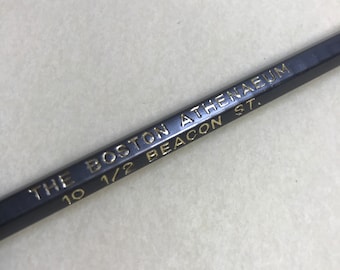 THE BOSTON ATHENAEUM
10 1/2 BEACON ST.